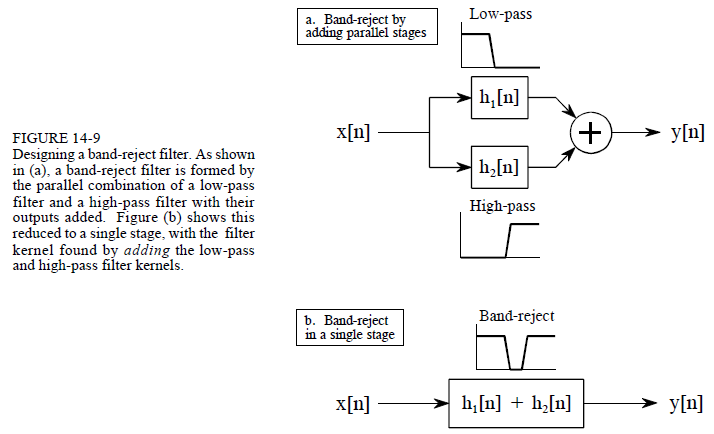 FIGURE 14-9
Designing a band-reject filter. As shown
in (a), a band-reject filter is formed by
the parallel combination of a low-pass
filter and a high-pass filter with their
outputs added. Figure (b) shows this
reduced to a single stage, with the filter
kernel found by adding the low-pass
and high-pass filter kernels.
a. Band-reject by
adding parallel stages
Low-pass
h₁[n]
x[n]
+
y[n]
h₂[n]
High-pass
b. Band-reject
in a single stage
Band-reject
x[n]
h₁[n] + h₂[n]
y[n]